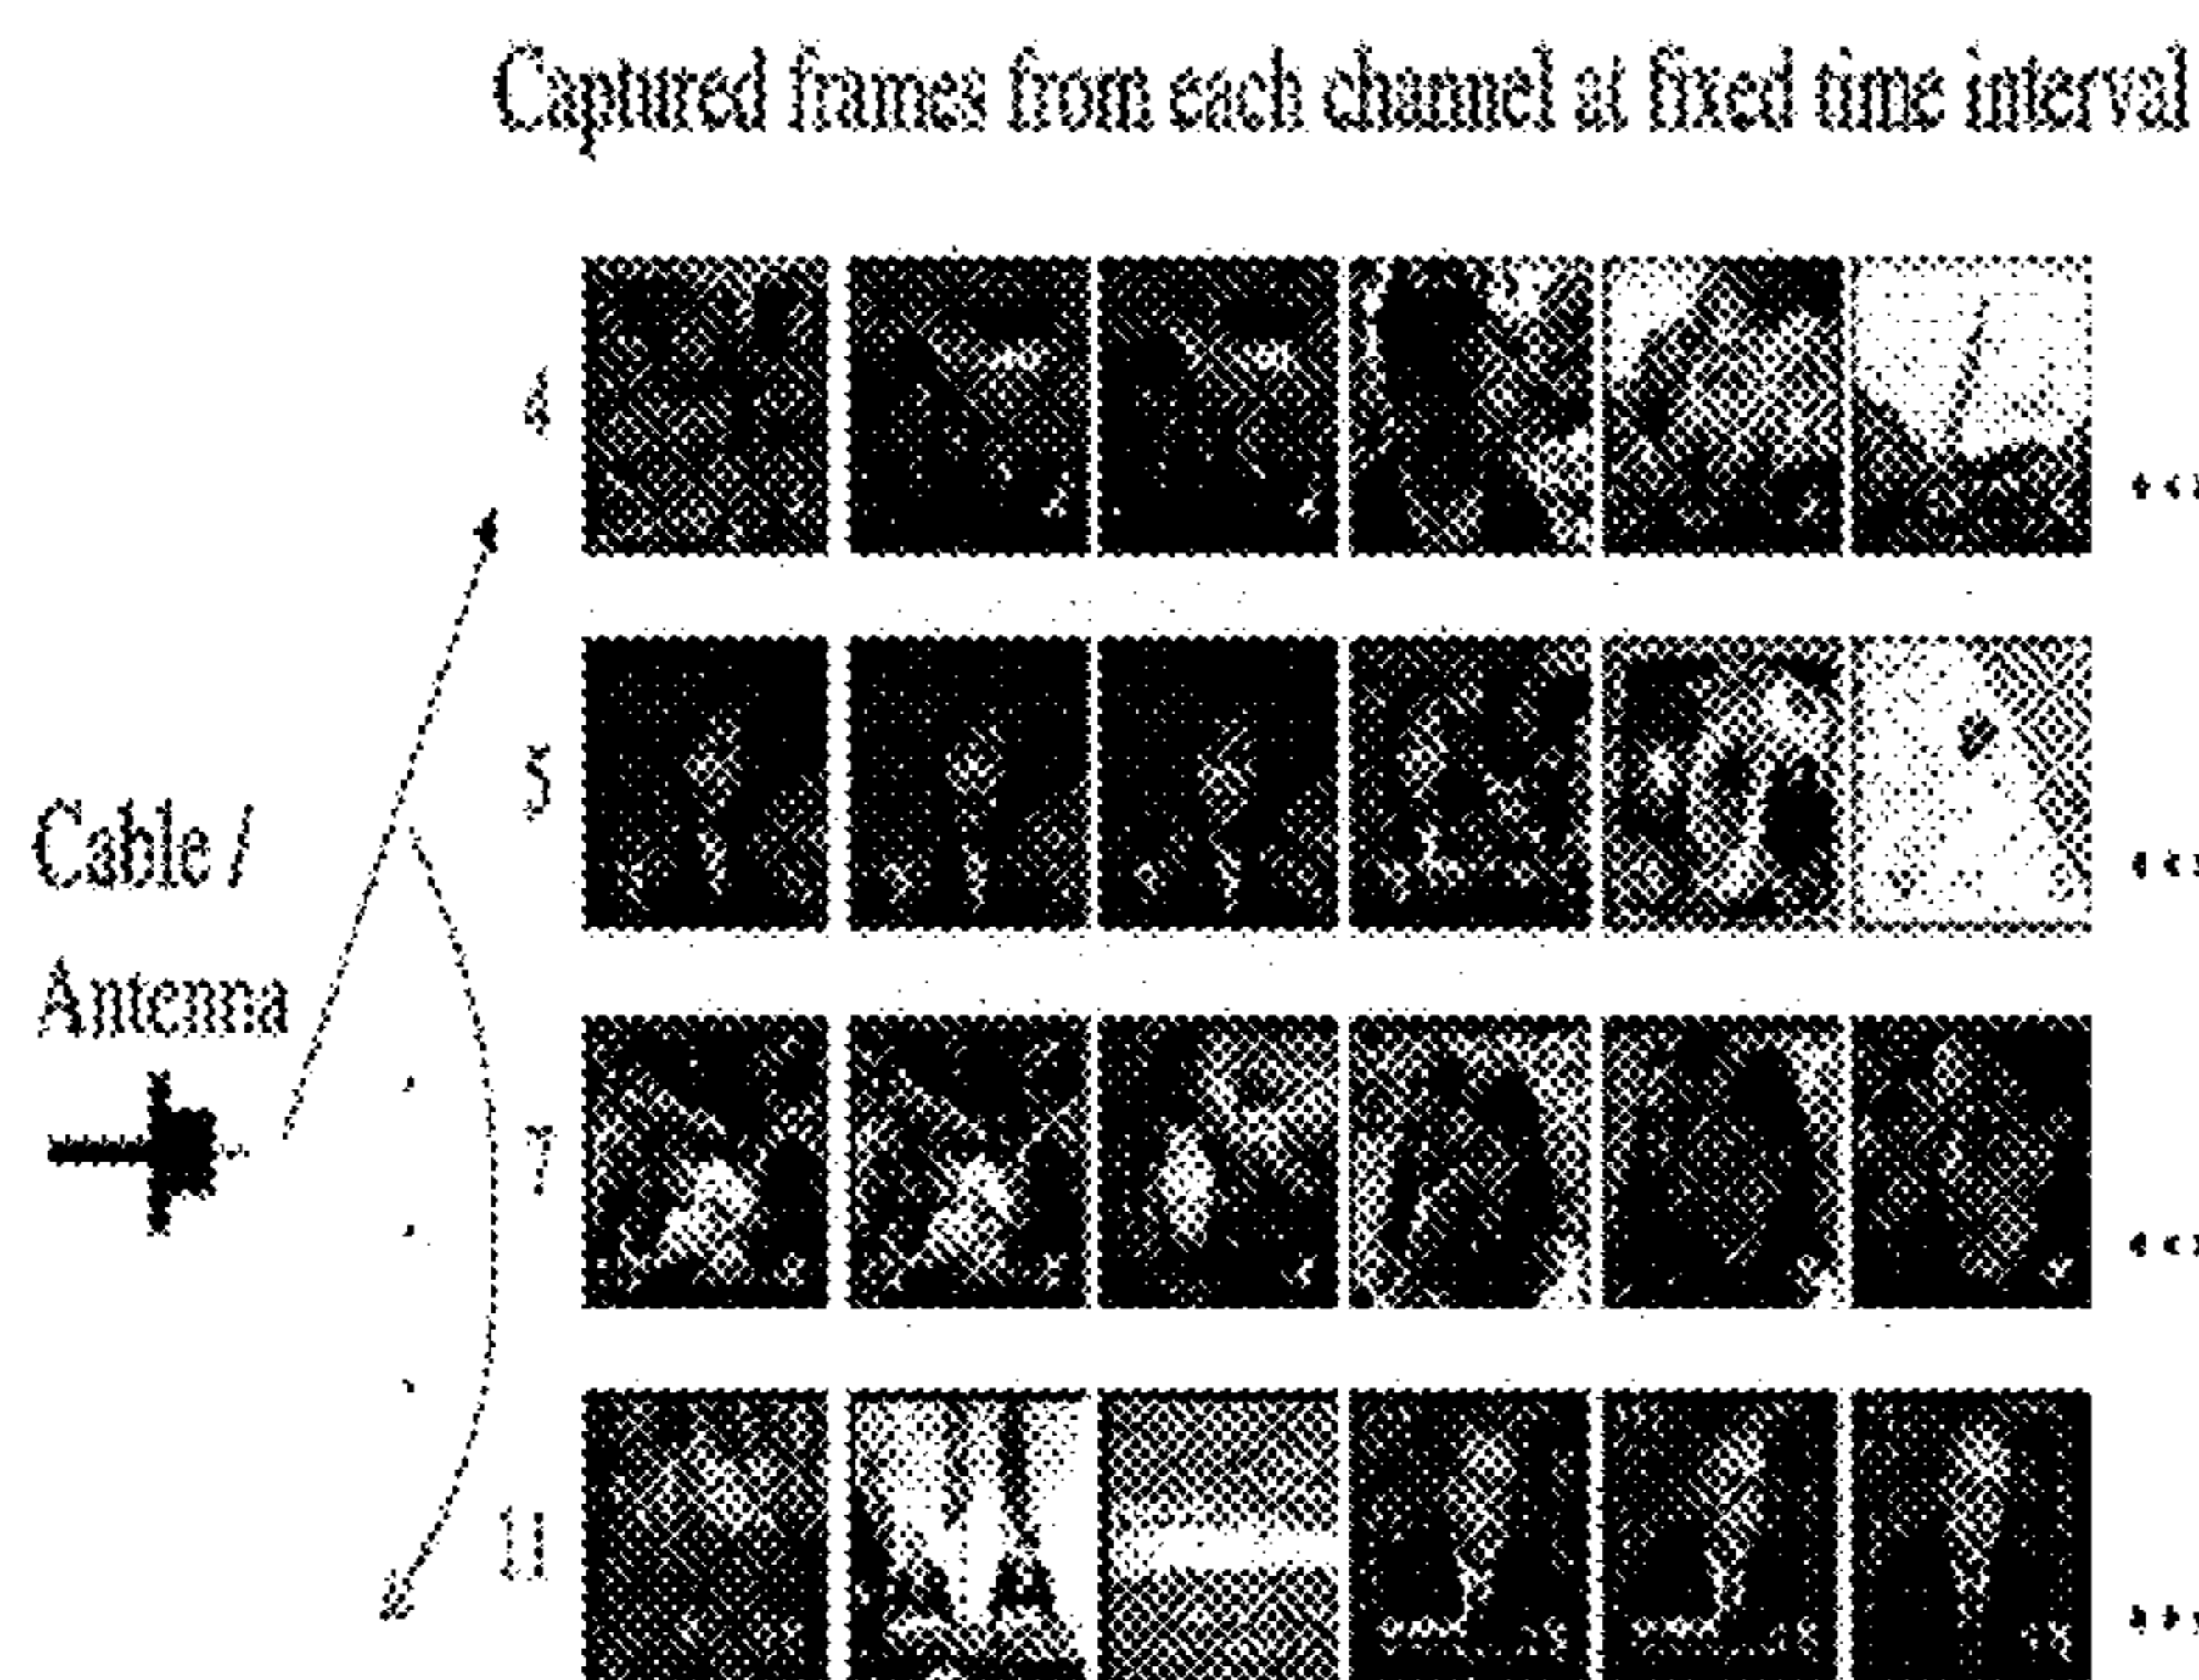 Captured frames from each channel at fixed time interval
4
5
Cable /
Antenna
7
11